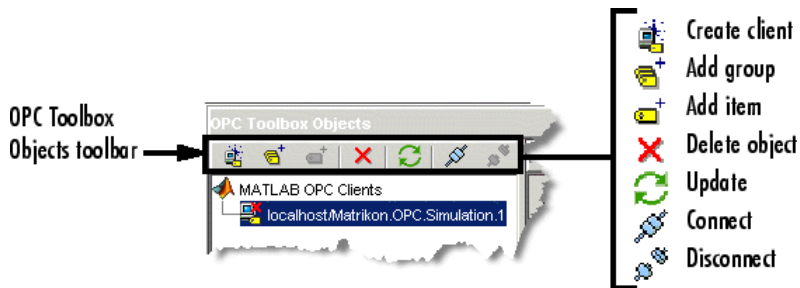 OPC Toolbox
Objects toolbar
OPC Toolbox Objects
MATLAB OPC Clients
localhost/Matrikon.OPC.Simulation.1
Create client
Add group
Add item
Delete object
Update
Connect
Disconnect